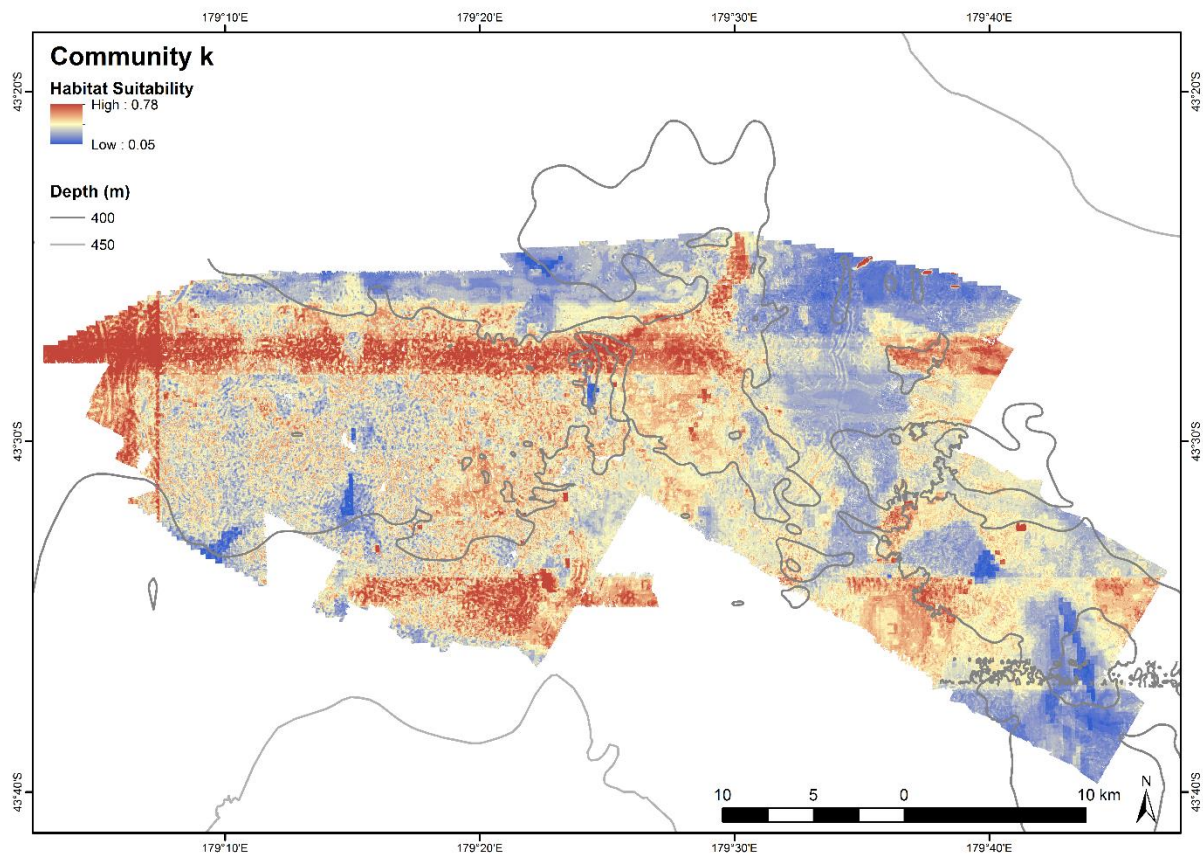 179°10'E 179°20'E 179°30'E 179°40'E
Community k
Habitat Suitability
High : 0.78
Low : 0.05
Depth (m)
400
450
43°20'S 43°20'S
43°30'S 43°30'S
43°40'S 43°40'S
N
10 5 0 10 km
179°10'E 179°20'E 179°30'E 179°40'E